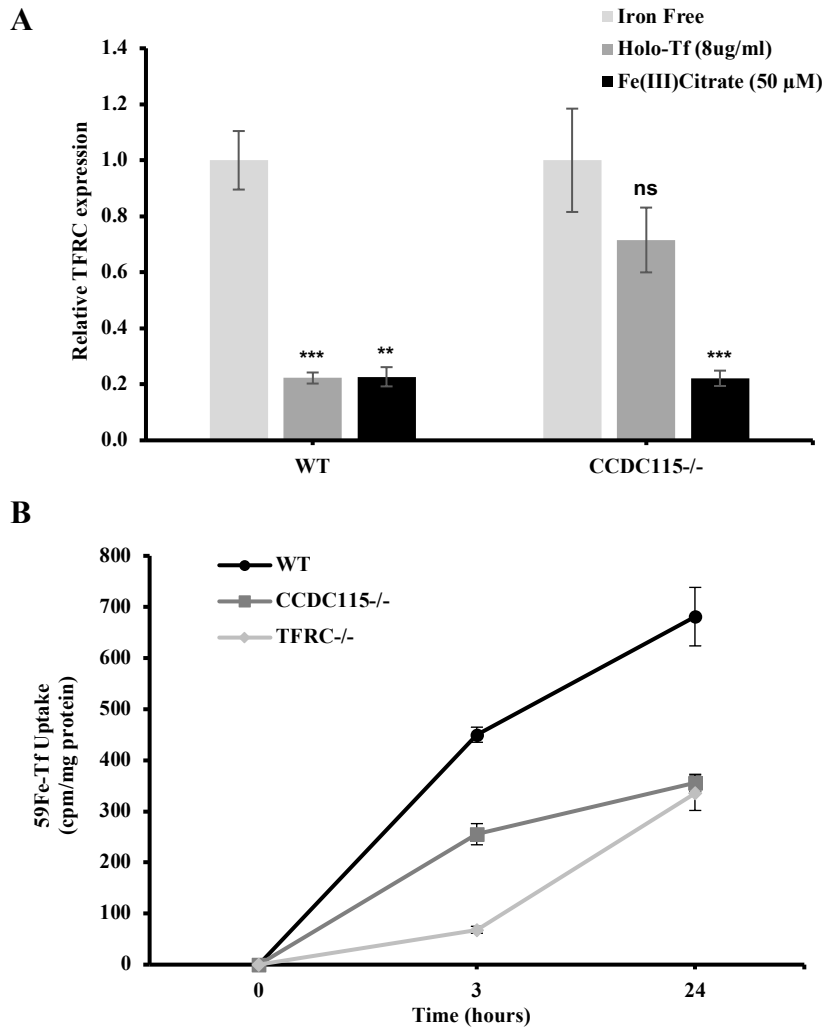 A
Iron Free
Holo-Tf (8ug/ml)
Fe(III)Citrate (50 µM)
Relative TFRC expression
1.4
1.2
1.0
0.8
0.6
0.4
0.2
0.0
***
**
ns
***
WT
CCDC115-/-
B
WT
CCDC115-/-
TFRC-/-
59Fe-Tf Uptake
(cpm/mg protein)
800
700
600
500
400
300
200
100
0
0
3
24
Time (hours)